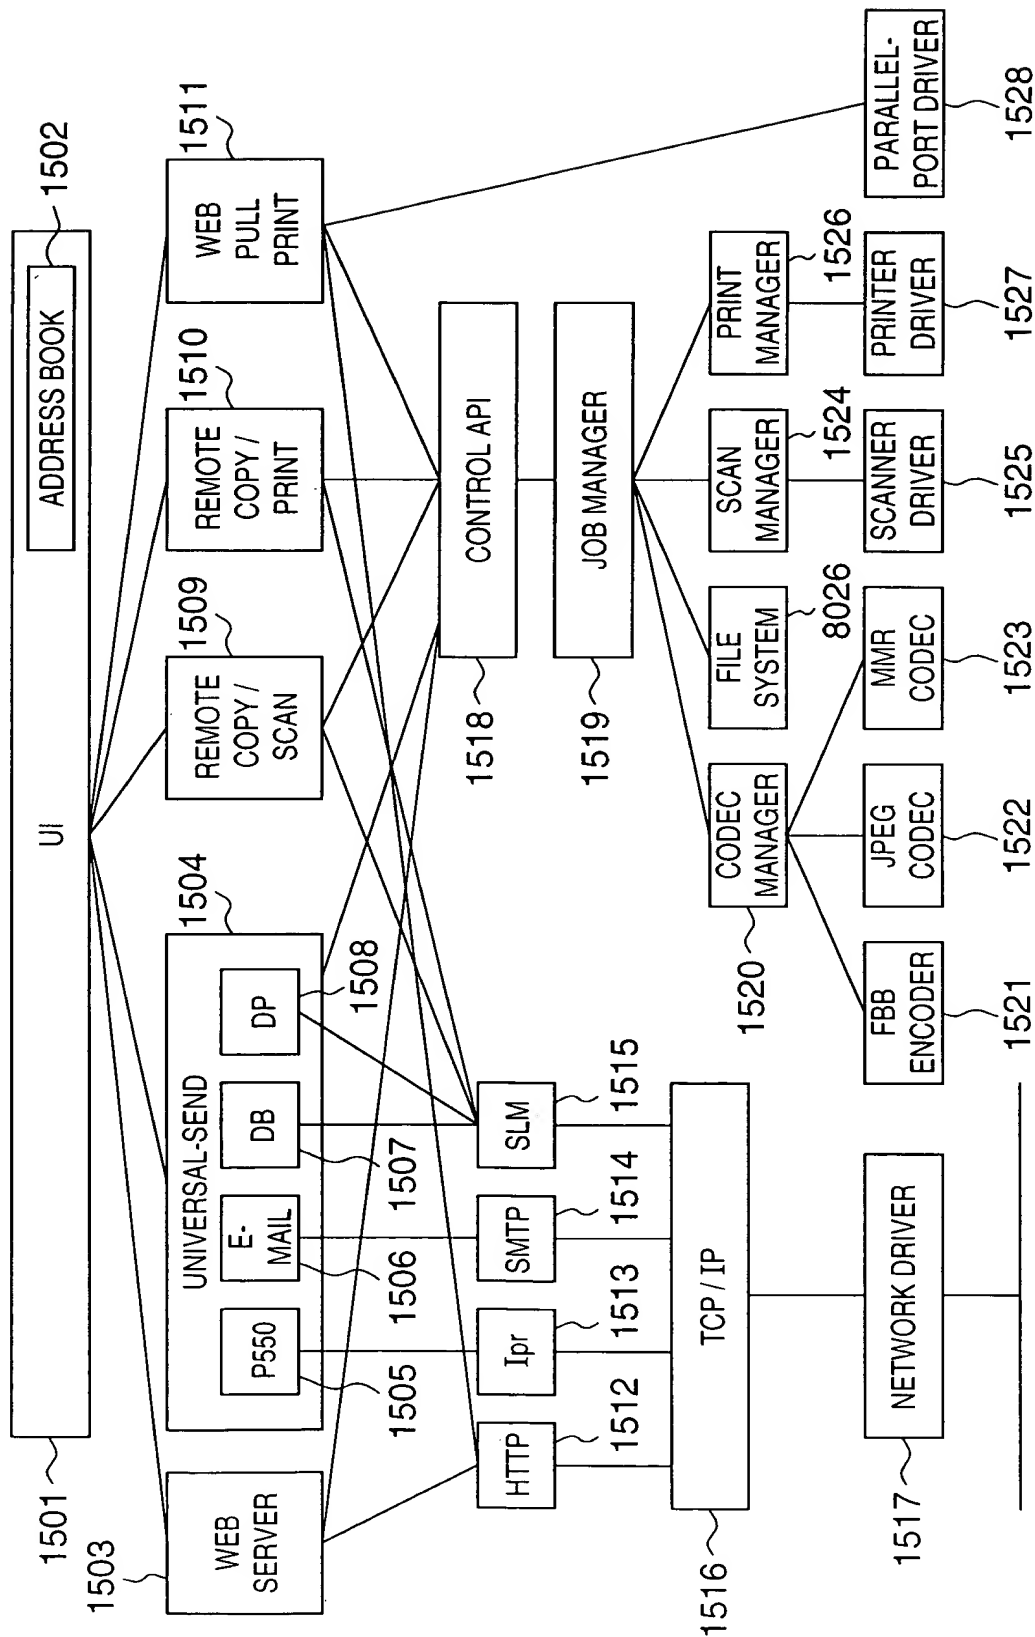 1501
UI
ADDRESS BOOK
1502
1503
WEB
SERVER
1504
UNIVERSAL-SEND
P550
1505
E-
MAIL
1506
DB
1507
DP
1508
REMOTE
COPY /
SCAN
1509
REMOTE
COPY /
PRINT
1510
WEB
PULL
PRINT
1511
HTTP
1512
Ipr
1513
SMTP
1514
SLM
1515
CONTROL API
1518
JOB MANAGER
1519
TCP / IP
1516
CODEC
MANAGER
1520
FILE
SYSTEM
8026
SCAN
MANAGER
1524
PRINT
MANAGER
1526
NETWORK DRIVER
1517
FBB
ENCODER
1521
JPEG
CODEC
1522
MMR
CODEC
1523
SCANNER
DRIVER
1525
PRINTER
DRIVER
1527
PARALLEL-
PORT DRIVER
1528